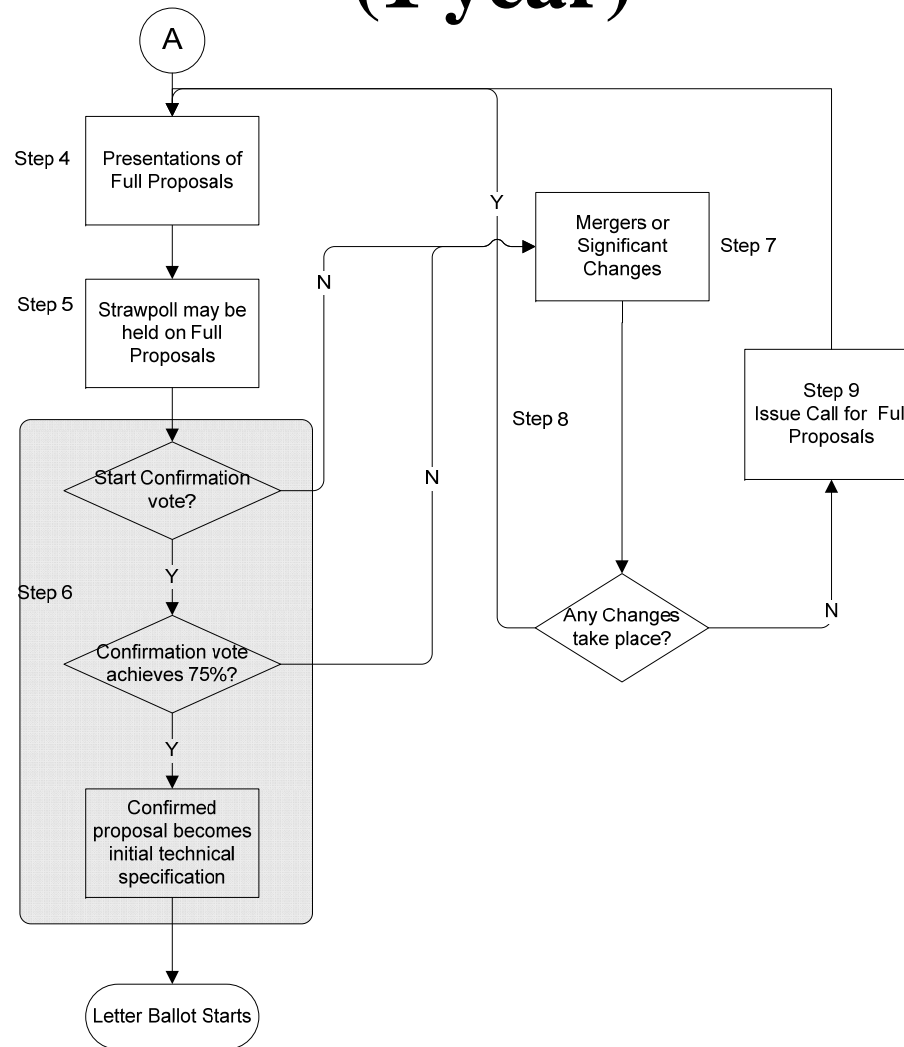 (1 year)
A
Step 4
Presentations of
Full Proposals
Step 5
Strawpoll may be
held on Full
Proposals
Start Confirmation
vote?
Y
Step 6
Confirmation vote
achieves 75%?
Y
Confirmed
proposal becomes
initial technical
specification
Letter Ballot Starts
N
N
Y
Mergers or
Significant
Changes
Step 7
Step 8
Any Changes
take place?
N
Step 9
Issue Call for Ful
Proposals